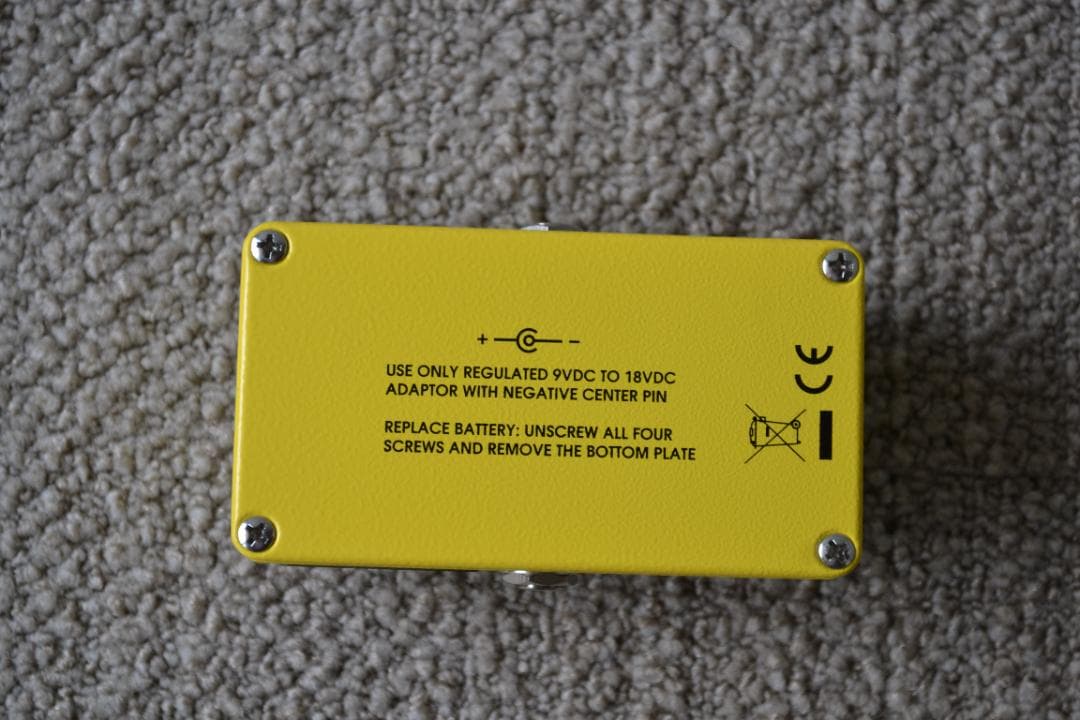 + −
USE ONLY REGULATED 9VDC TO 18VDC
ADAPTOR WITH NEGATIVE CENTER PIN
REPLACE BATTERY: UNSCREW ALL FOUR
SCREWS AND REMOVE THE BOTTOM PLATE
CE